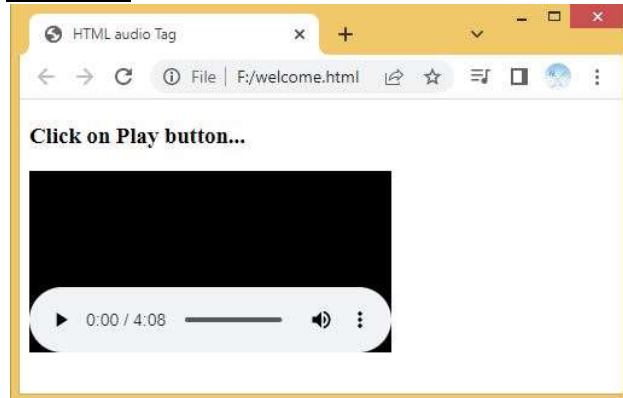 HTML audio Tag
File | F:/welcome.html
Click on Play button...
0:00 / 4:08